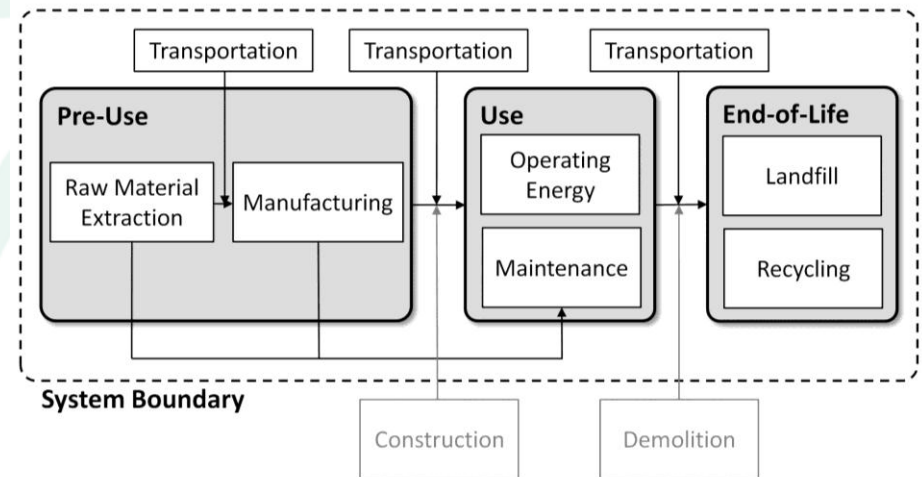 Transportation
Transportation
Transportation
Pre-Use
Use
End-of-Life
Raw Material
Extraction
Manufacturing
Operating
Energy
Landfill
Maintenance
Recycling
System Boundary
Construction
Demolition